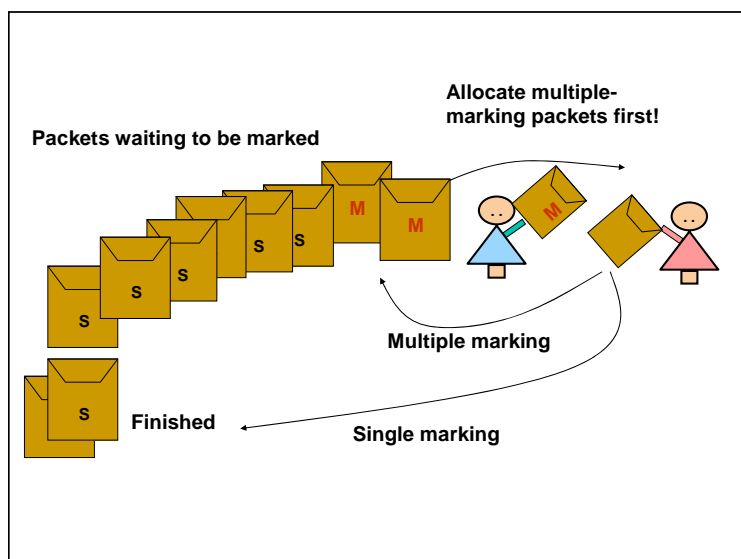 Allocate multiple-
marking packets first!
Packets waiting to be marked
M
M
M
S
S
S
S
S
Multiple marking
S
Finished
Single marking